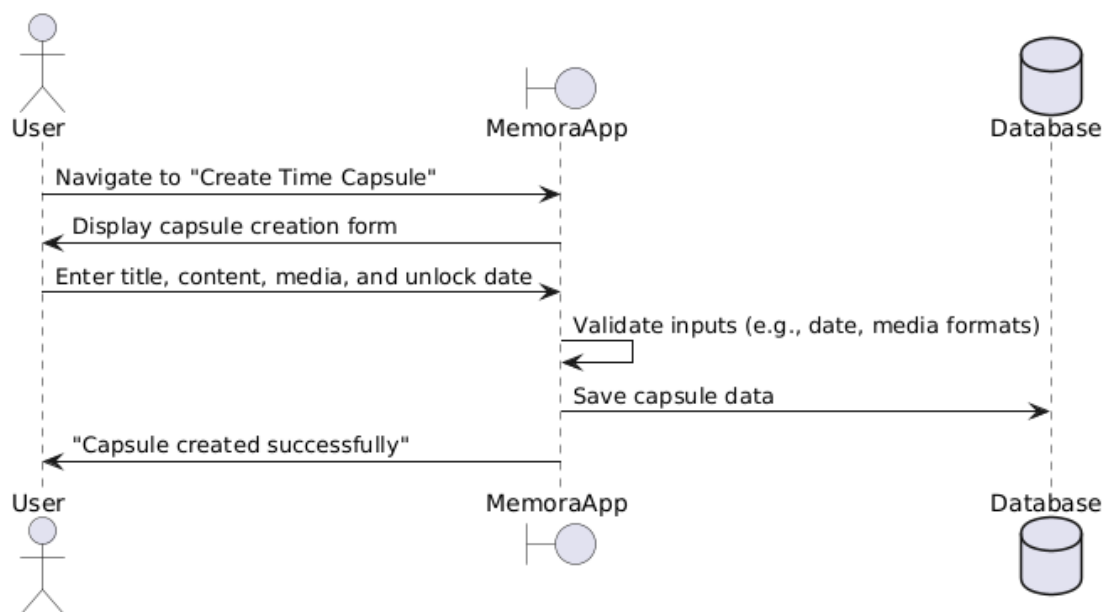 User
MemoraApp
Database
Navigate to "Create Time Capsule"
Display capsule creation form
Enter title, content, media, and unlock date
Validate inputs (e.g., date, media formats)
Save capsule data
"Capsule created successfully"
User
MemoraApp
Database